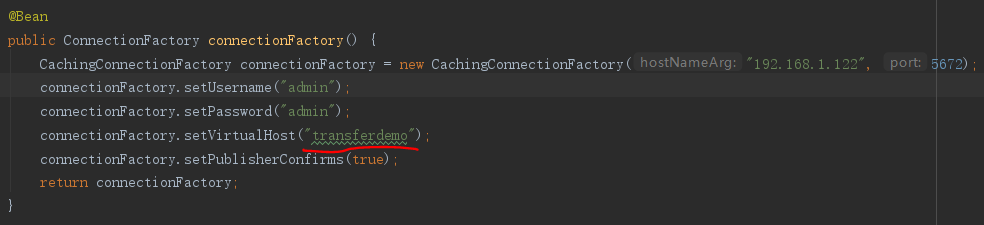 @Bean
public ConnectionFactory connectionFactory() {
CachingConnectionFactory connectionFactory = new CachingConnectionFactory( hostNameArg: "192.168.1.122", port: 5672);
connectionFactory.setUsername("admin");
connectionFactory.setPassword("admin");
connectionFactory.setVirtualHost("transferdemo");
connectionFactory.setPublisherConfirms(true);
return connectionFactory;
}